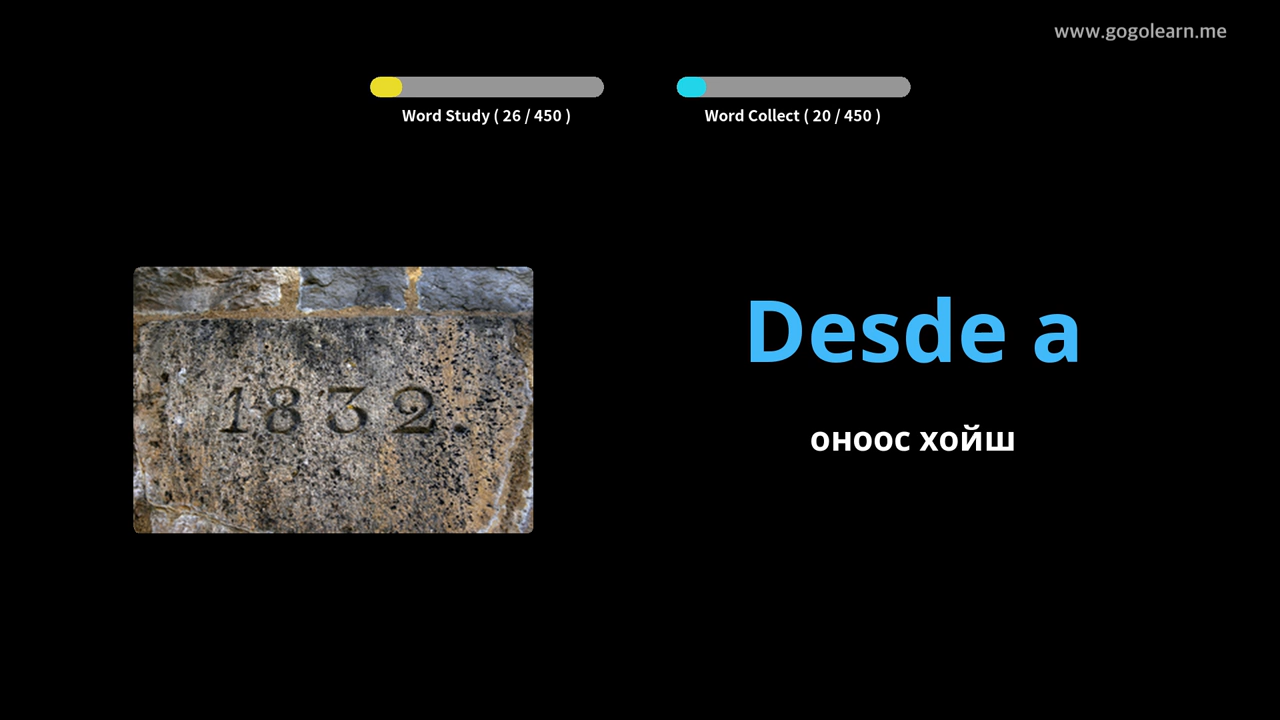 www.gogolearn.me
Word Study ( 26 / 450 )
Word Collect ( 20 / 450 )
1832.
Desde a
оноос хойш